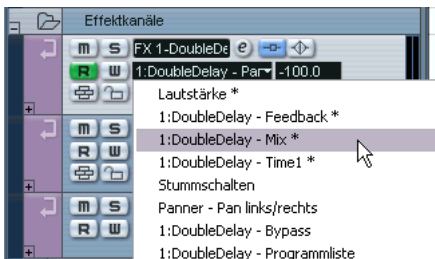 Effektkanäle
m S FX 1-DoubleDe e
R W 1:DoubleDelay - Par -100.0
Lautstärke *
1:DoubleDelay - Feedback *
m S 1:DoubleDelay - Mix *
R W 1:DoubleDelay - Time1 *
Stummschalten
m S Panner - Pan links/rechts
R W 1:DoubleDelay - Bypass
1:DoubleDelay - Programmliste